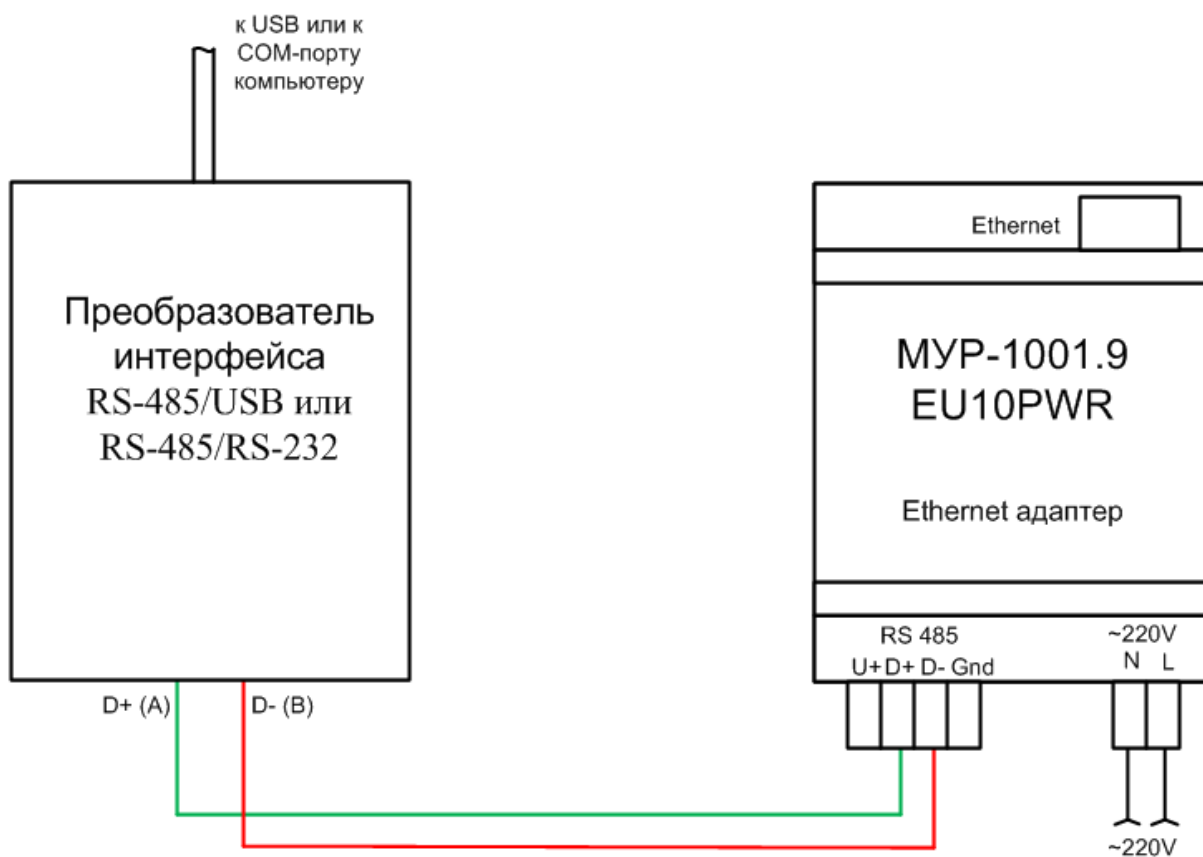 к USB или к
COM-порту
компьютеру
Преобразователь
интерфейса
RS-485/USB или
RS-485/RS-232
D+ (A)
D- (B)
Ethernet
МУР-1001.9
EU10PWR
Ethernet адаптер
RS 485
~220V
U+ D+ D- Gnd
N L
~220V